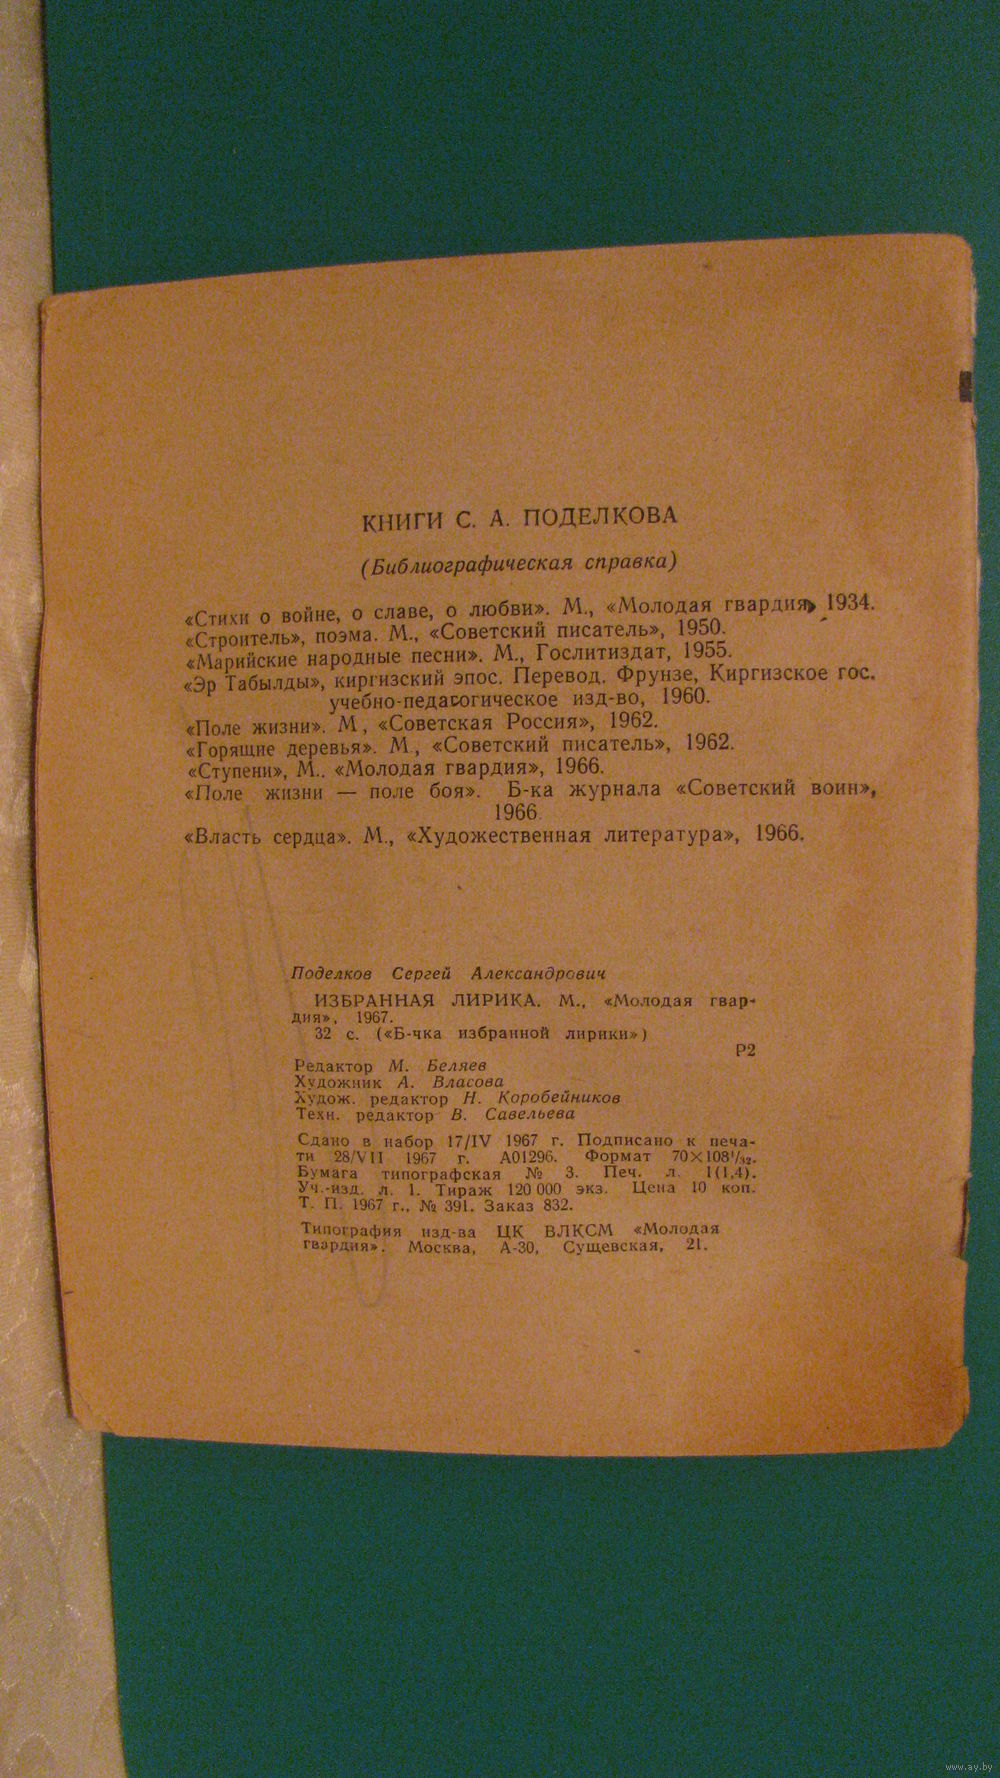 КНИГИ С. А. ПОДЕЛКОВА
(Библиографическая справка)
«Стихи о войне, о славе, о любви». М., «Молодая гвардия» 1934.
«Строитель», поэма. М., «Советский писатель», 1950.
«Марийские народные песни». М., Гослитиздат, 1955.
«Эр Табылды», киргизский эпос. Перевод. Фрунзе, Киргизское гос.
учебно-педагогическое изд-во, 1960.
«Поле жизни». М, «Советская Россия», 1962.
«Горящие деревья». М., «Советский писатель», 1962.
«Ступени», М.. «Молодая гвардия», 1966.
«Поле жизни — поле боя». Б-ка журнала «Советский воин»,
1966.
«Власть сердца». М., «Художественная литература», 1966.
Поделков Сергей Александрович
ИЗБРАННАЯ ЛИРИКА. М., «Молодая гвар-
дия», 1967.
32 с. («Б-чка избранной лирики»)
Р2
Редактор М. Беляев
Художник А. Власова
Худож. редактор Н. Коробейников
Техн. редактор В. Савельева
Сдано в набор 17/IV 1967 г. Подписано к печа-
ти 28/VII 1967 г. А01296. Формат 70×108¹/₃₂.
Бумага типографская № 3. Печ. л. 1(1,4).
Уч.-изд. л. 1. Тираж 120 000 экз. Цена 10 коп.
Т. П. 1967 г., № 391. Заказ 832.
Типография изд-ва ЦК ВЛКСМ «Молодая
гвардия». Москва, А-30, Сущевская, 21.
www.ay.by